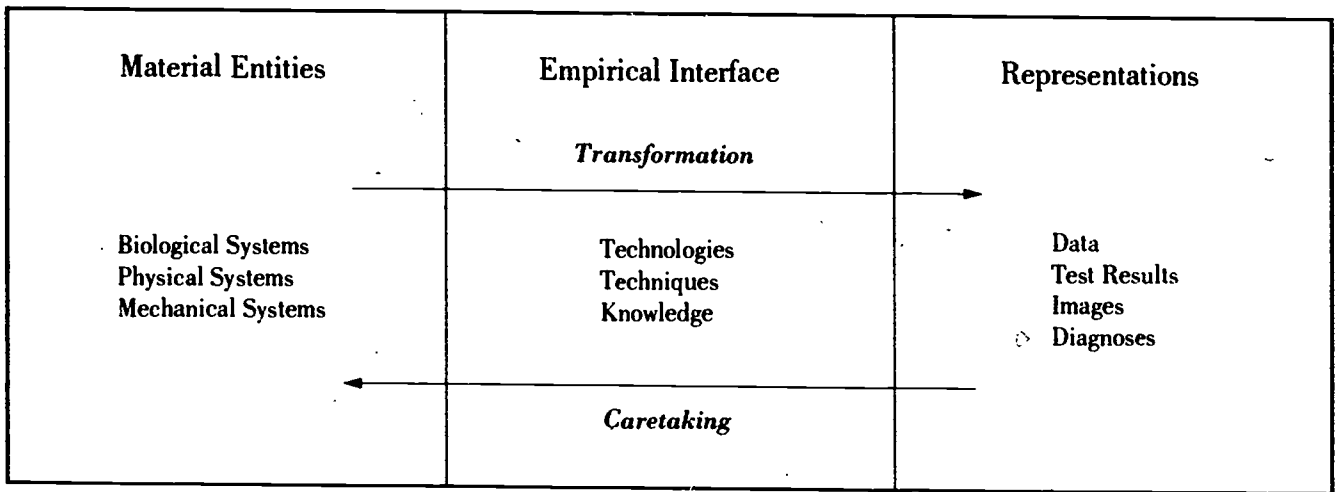 Material Entities
Empirical Interface
Representations
Transformation
Biological Systems
Physical Systems
Mechanical Systems
Technologies
Techniques
Knowledge
Data
Test Results
Images
Diagnoses
Caretaking